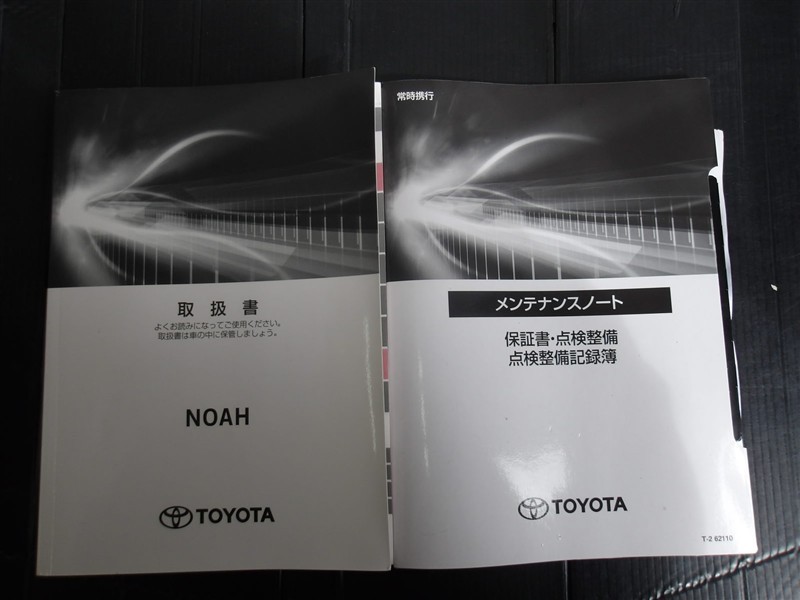 取扱書
よくお読みになってご使用ください。
取扱書は車の中に保管しましょう。
NOAH
TOYOTA
常時携行
メンテナンスノート
保証書・点検整備
点検整備記録簿
TOYOTA
T-2 62110